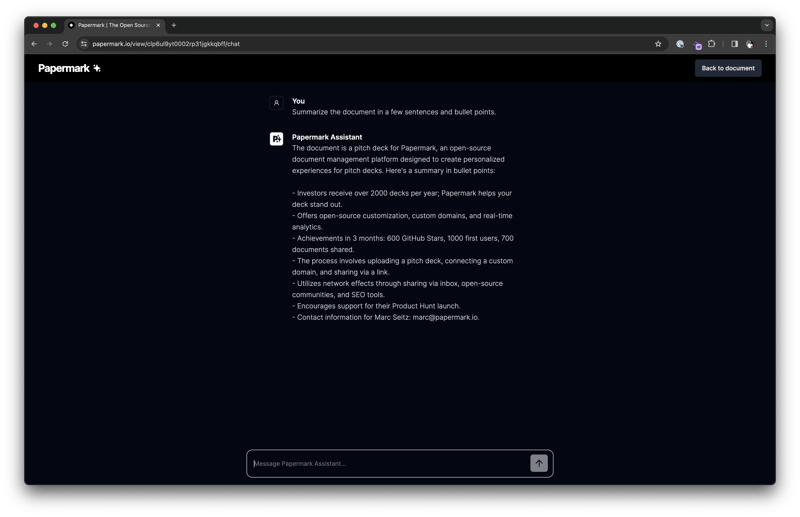 Papermark | The Open Source
papermark.io/view/clp6ul9yt0002rp31jgkkqbff/chat
Papermark
Back to document
You
Summarize the document in a few sentences and bullet points.
Papermark Assistant
The document is a pitch deck for Papermark, an open-source
document management platform designed to create personalized
experiences for pitch decks. Here's a summary in bullet points:
- Investors receive over 2000 decks per year; Papermark helps your
deck stand out.
- Offers open-source customization, custom domains, and real-time
analytics.
- Achievements in 3 months: 600 GitHub Stars, 1000 first users, 700
documents shared.
- The process involves uploading a pitch deck, connecting a custom
domain, and sharing via a link.
- Utilizes network effects through sharing via inbox, open-source
communities, and SEO tools.
- Encourages support for their Product Hunt launch.
- Contact information for Marc Seitz: marc@papermark.io.
Message Papermark Assistant...